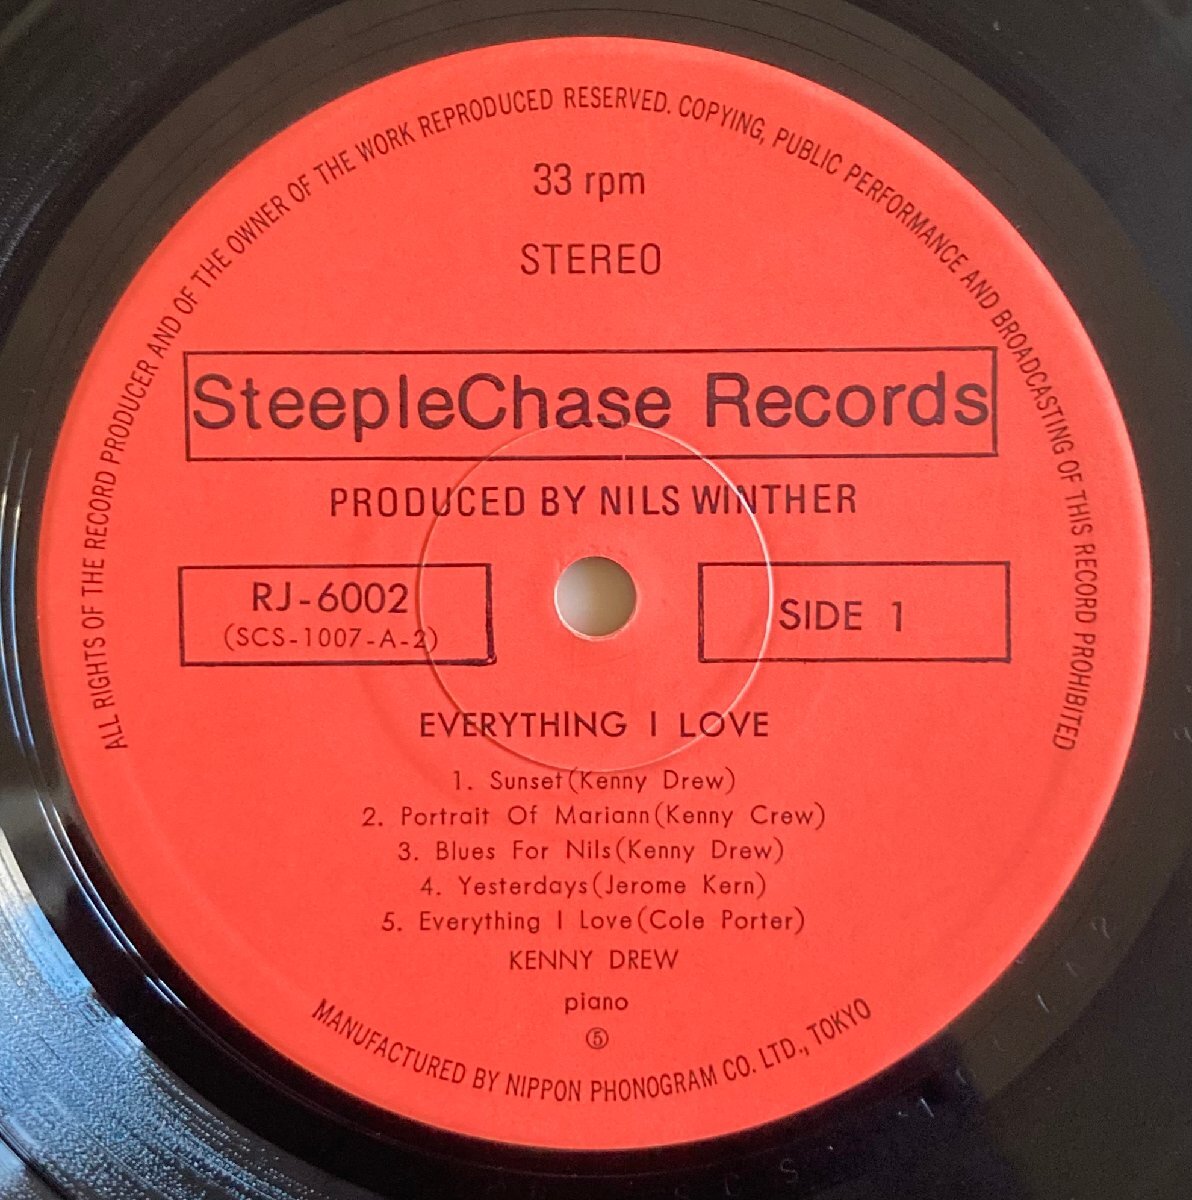 ALL RIGHTS OF THE RECORD PRODUCER AND OF THE OWNER OF THE WORK REPRODUCED RESERVED. COPYING, PUBLIC PERFORMANCE AND BROADCASTING OF THIS RECORD PROHIBITED
33 rpm
STEREO
SteepleChase Records
PRODUCED BY NILS WINTHER
RJ-6002
(SCS-1007-A-2)
SIDE 1
EVERYTHING I LOVE
1. Sunset(Kenny Drew)
2. Portrait Of Mariann(Kenny Crew)
3. Blues For Nils(Kenny Drew)
4. Yesterdays(Jerome Kern)
5. Everything I Love(Cole Porter)
KENNY DREW
piano
⑤
MANUFACTURED BY NIPPON PHONOGRAM CO. LTD., TOKYO